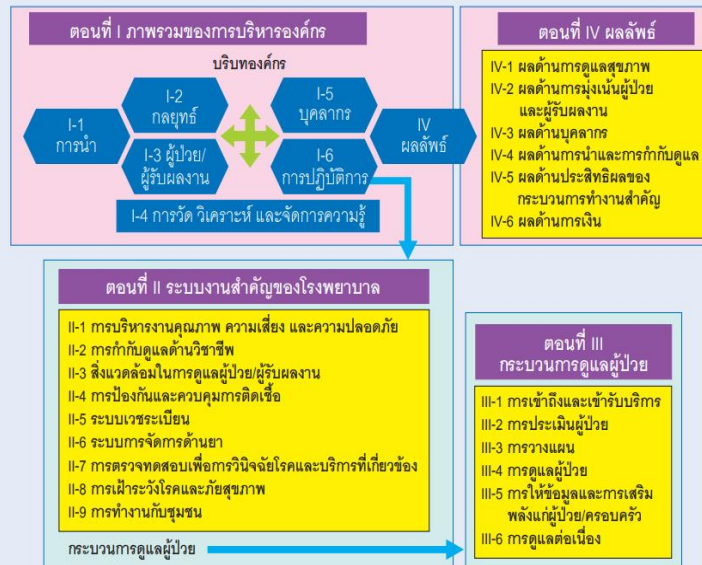 ตอนที่ I ภาพรวมของการบริหารองค์กร
บริบทองค์กร
I-1
การนำ
I-2
กลยุทธ์
I-3 ผู้ป่วย/
ผู้รับผลงาน
I-5
บุคลากร
I-6
การปฏิบัติการ
IV
ผลลัพธ์
I-4 การวัด วิเคราะห์ และจัดการความรู้
ตอนที่ IV ผลลัพธ์
IV-1 ผลด้านการดูแลสุขภาพ
IV-2 ผลด้านการมุ่งเน้นผู้ป่วย
และผู้รับผลงาน
IV-3 ผลด้านบุคลากร
IV-4 ผลด้านการนำและการกำกับดูแล
IV-5 ผลด้านประสิทธิผลของ
กระบวนการทำงานสำคัญ
IV-6 ผลด้านการเงิน
ตอนที่ II ระบบงานสำคัญของโรงพยาบาล
II-1 การบริหารงานคุณภาพ ความเสี่ยง และความปลอดภัย
II-2 การกำกับดูแลด้านวิชาชีพ
II-3 สิ่งแวดล้อมในการดูแลผู้ป่วย/ผู้รับผลงาน
II-4 การป้องกันและควบคุมการติดเชื้อ
II-5 ระบบเวชระเบียน
II-6 ระบบการจัดการด้านยา
II-7 การตรวจทดสอบเพื่อการวินิจฉัยโรคและบริการที่เกี่ยวข้อง
II-8 การเฝ้าระวังโรคและภัยสุขภาพ
II-9 การทำงานกับชุมชน
กระบวนการดูแลผู้ป่วย
ตอนที่ III
กระบวนการดูแลผู้ป่วย
III-1 การเข้าถึงและเข้ารับบริการ
III-2 การประเมินผู้ป่วย
III-3 การวางแผน
III-4 การดูแลผู้ป่วย
III-5 การให้ข้อมูลและการเสริม
พลังแก่ผู้ป่วย/ครอบครัว
III-6 การดูแลต่อเนื่อง